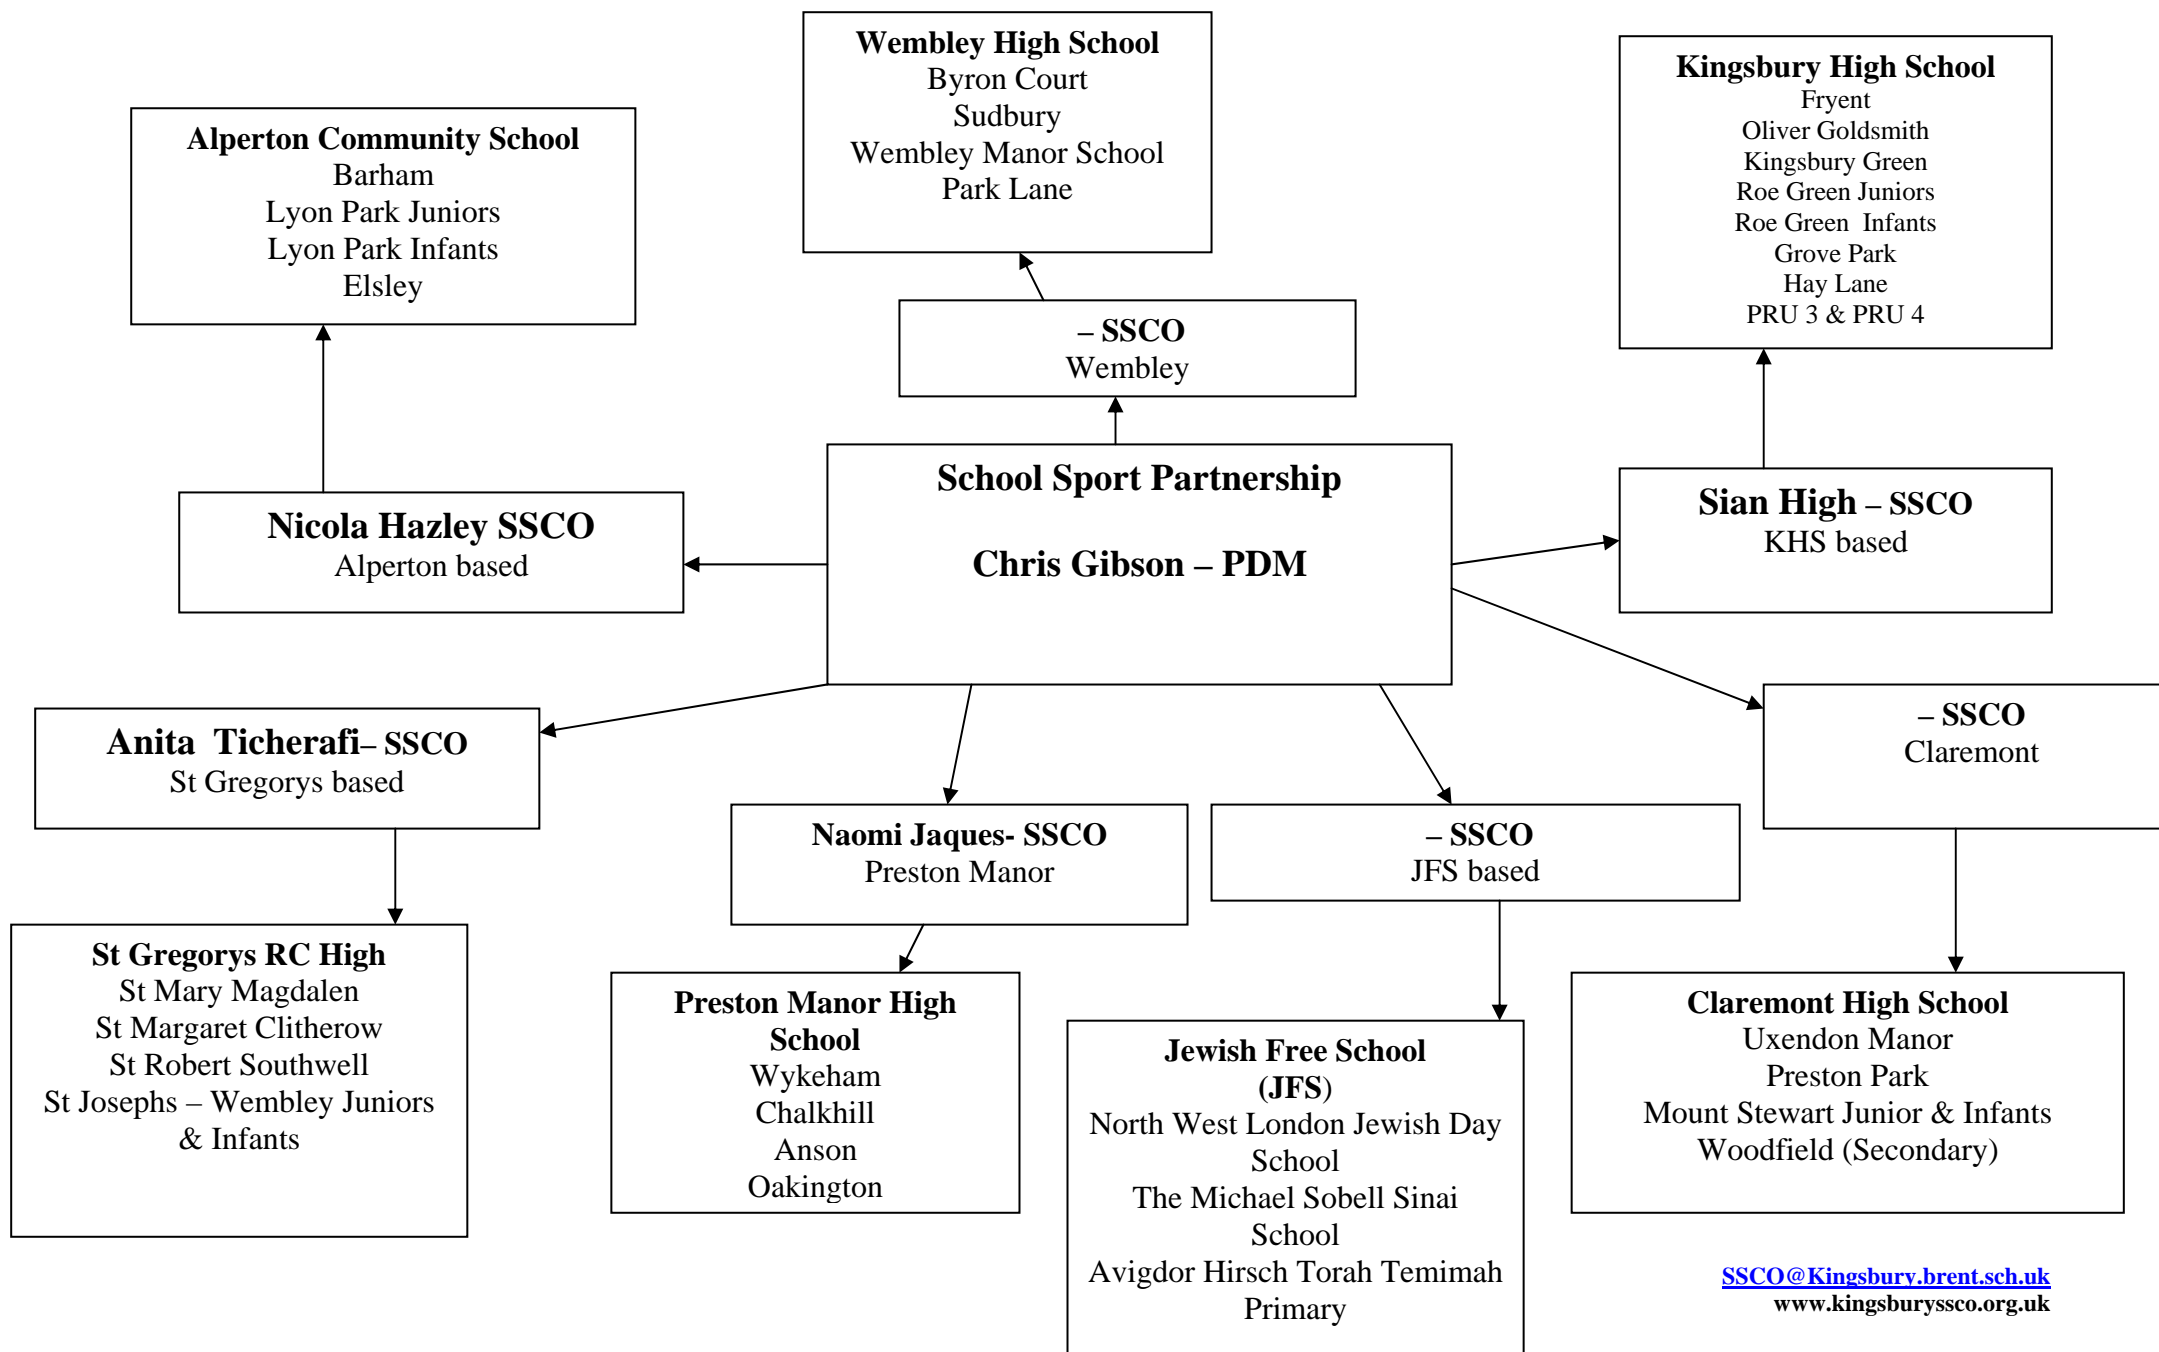 Wembley High School
Byron Court
Sudbury
Wembley Manor School
Park Lane
Kingsbury High School
Fryent
Oliver Goldsmith
Kingsbury Green
Roe Green Juniors
Roe Green  Infants
Grove Park
Hay Lane
PRU 3 & PRU 4
Alperton Community School
Barham
Lyon Park Juniors
Lyon Park Infants
Elsley
– SSCO
Wembley
School Sport Partnership
Chris Gibson – PDM
Nicola Hazley SSCO
Alperton based
Sian High – SSCO
KHS based
Anita  Ticherafi– SSCO
St Gregorys based
– SSCO
Claremont
Naomi Jaques- SSCO
Preston Manor
– SSCO
JFS based
St Gregorys RC High
St Mary Magdalen
St Margaret Clitherow
St Robert Southwell
St Josephs – Wembley Juniors
& Infants
Preston Manor High
School
Wykeham
Chalkhill
Anson
Oakington
Jewish Free School
(JFS)
North West London Jewish Day
School
The Michael Sobell Sinai
School
Avigdor Hirsch Torah Temimah
Primary
Claremont High School
Uxendon Manor
Preston Park
Mount Stewart Junior & Infants
Woodfield (Secondary)
SSCO@Kingsbury.brent.sch.uk
www.kingsburyssco.org.uk